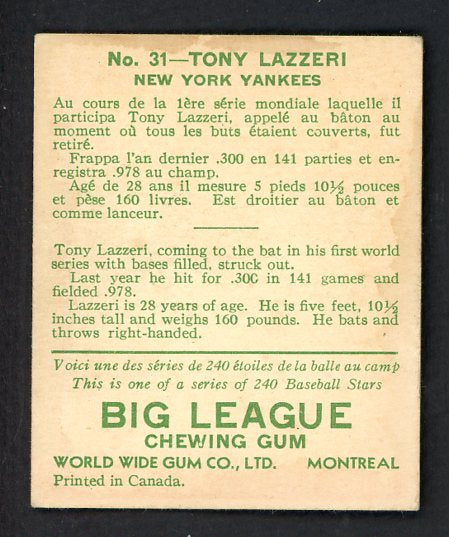 No. 31—TONY LAZZERI
NEW YORK YANKEES
Au cours de la 1ère série mondiale laquelle il
participa Tony Lazzeri, appelé au bâton au
moment où tous les buts étaient couverts, fut
retiré.
Frappa l'an dernier .300 en 141 parties et en-
registra .978 au champ.
Agé de 28 ans il mesure 5 pieds 10½ pouces
et pèse 160 livres. Est droitier au bâton et
comme lanceur.
Tony Lazzeri, coming to the bat in his first world
series with bases filled, struck out.
Last year he hit for .300 in 141 games and
fielded .978.
Lazzeri is 28 years of age. He is five feet, 10½
inches tall and weighs 160 pounds. He bats and
throws right-handed.
Voici une des séries de 240 étoiles de la balle au camp
This is one of a series of 240 Baseball Stars
BIG LEAGUE
CHEWING GUM
WORLD WIDE GUM CO., LTD. MONTREAL
Printed in Canada.